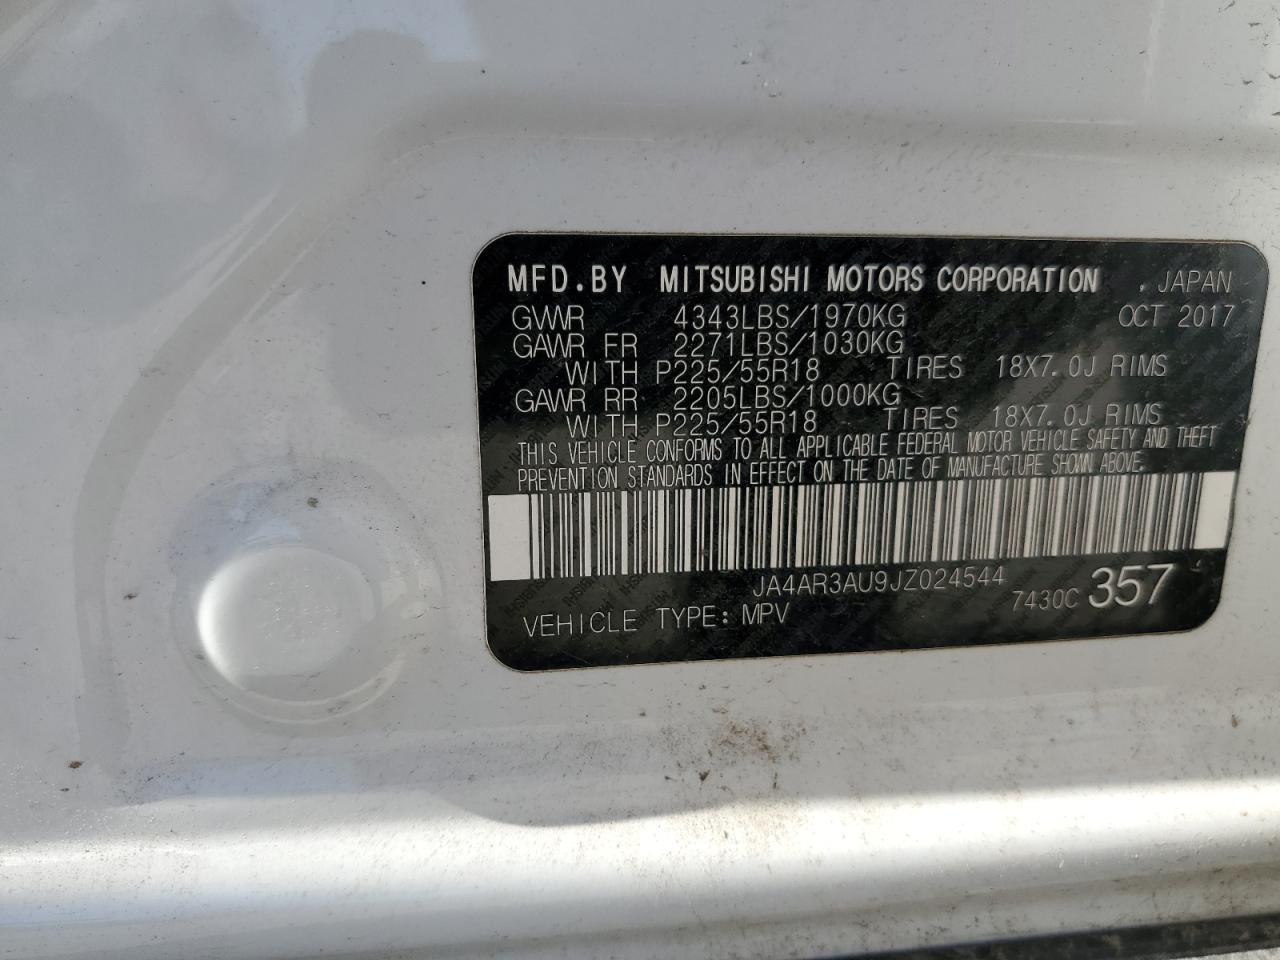 MFD.BY MITSUBISHI MOTORS CORPORATION , JAPAN
GVWR 4343LBS/1970KG OCT 2017
GAWR FR 2271LBS/1030KG
WITH P225/55R18 TIRES 18X7.0J RIMS
GAWR RR 2205LBS/1000KG
WITH P225/55R18 TIRES 18X7.0J RIMS
THIS VEHICLE CONFORMS TO ALL APPLICABLE FEDERAL MOTOR VEHICLE SAFETY AND THEFT
PREVENTION STANDARDS IN EFFECT ON THE DATE OF MANUFACTURE SHOWN ABOVE.
JA4AR3AU9JZ024544
VEHICLE TYPE: MPV 7430C 357